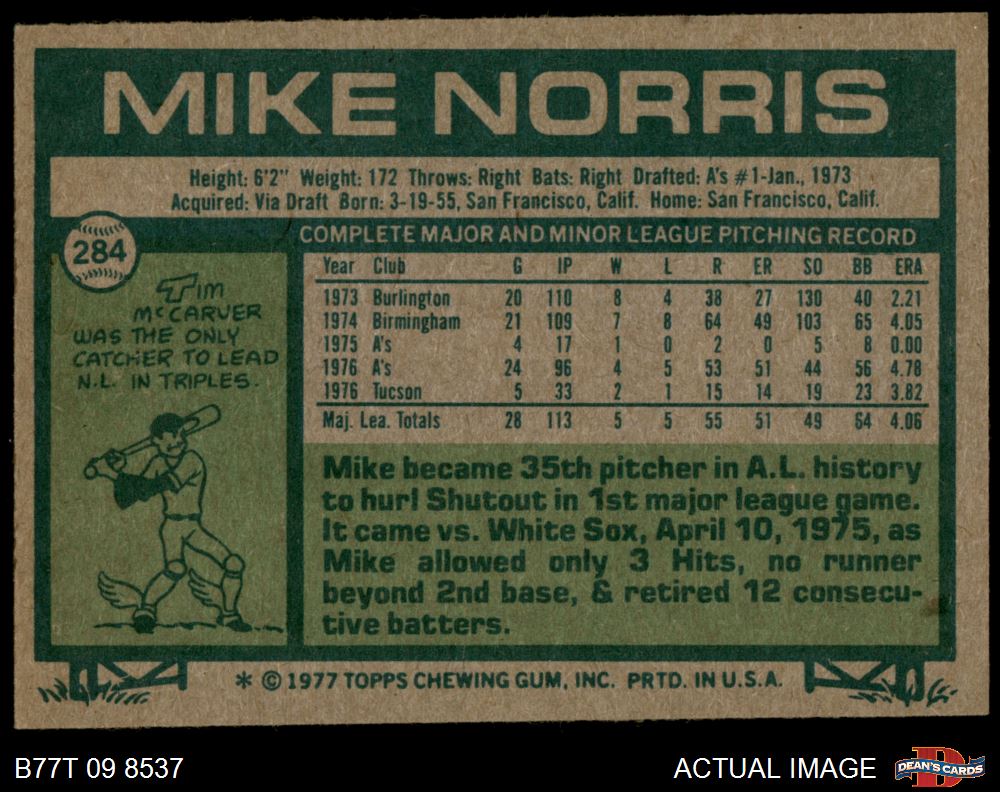 MIKE NORRIS
Height: 6'2" Weight: 172 Throws: Right Bats: Right Drafted: A's #1-Jan., 1973
Acquired: Via Draft Born: 3-19-55, San Francisco, Calif. Home: San Francisco, Calif.
284
TIM
McCARVER
WAS THE ONLY
CATCHER TO LEAD
N.L. IN TRIPLES.
COMPLETE MAJOR AND MINOR LEAGUE PITCHING RECORD
Year Club G IP W L R ER SO BB ERA
1973 Burlington 20 110 8 4 38 27 130 40 2.21
1974 Birmingham 21 109 7 8 64 49 103 65 4.05
1975 A's 4 17 1 0 2 0 5 8 0.00
1976 A's 24 96 4 5 53 51 44 56 4.78
1976 Tucson 5 33 2 1 15 14 19 23 3.82
Maj. Lea. Totals 28 113 5 5 55 51 49 64 4.06
Mike became 35th pitcher in A.L. history
to hurl Shutout in 1st major league game.
It came vs. White Sox, April 10, 1975, as
Mike allowed only 3 Hits, no runner
beyond 2nd base, & retired 12 consecu-
tive batters.
* © 1977 TOPPS CHEWING GUM, INC. PRTD. IN U.S.A.
B77T 09 8537
ACTUAL IMAGE
DEAN'S CARDS